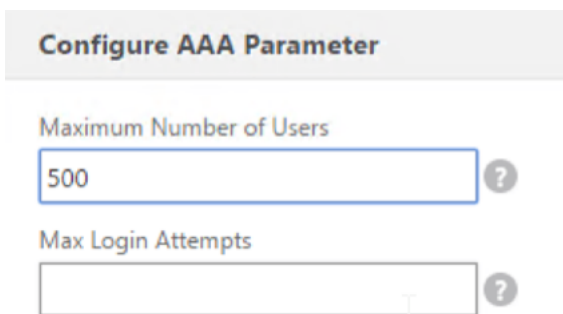 Configure AAA Parameter
Maximum Number of Users
500
?
Max Login Attempts
?